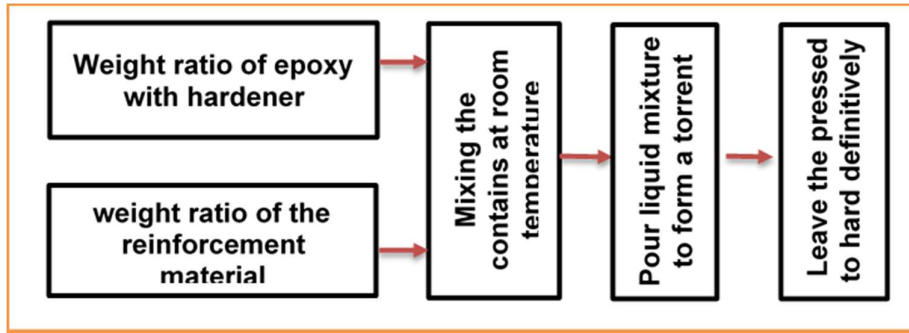 Weight ratio of epoxy
with hardener
weight ratio of the
reinforcement
material
Mixing the
contains at room
temperature
Pour liquid mixture
to form a torrent
Leave the pressed
to hard definitively